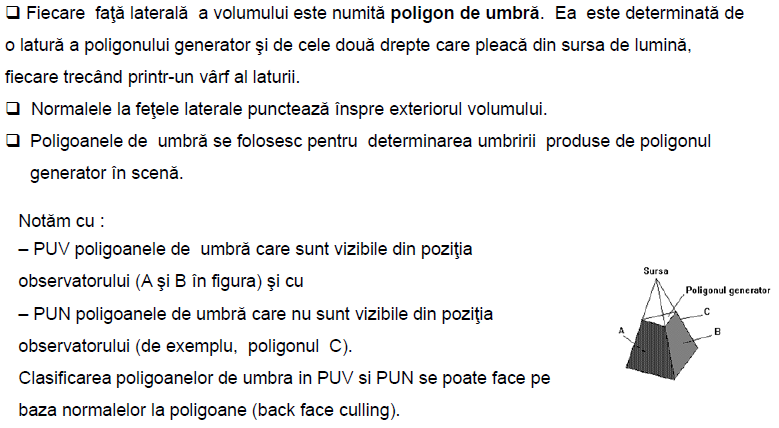 ❑ Fiecare faţă laterală a volumului este numită poligon de umbră. Ea este determinată de
o latură a poligonului generator şi de cele două drepte care pleacă din sursa de lumină,
fiecare trecând printr-un vârf al laturii.
❑ Normalele la feţele laterale punctează înspre exteriorul volumului.
❑ Poligoanele de umbră se folosesc pentru determinarea umbririi produse de poligonul
generator în scenă.
Notăm cu :
– PUV poligoanele de umbră care sunt vizibile din poziţia
observatorului (A şi B în figura) şi cu
– PUN poligoanele de umbră care nu sunt vizibile din poziţia
observatorului (de exemplu, poligonul C).
Clasificarea poligoanelor de umbra in PUV si PUN se poate face pe
baza normalelor la poligoane (back face culling).
Sursa
Poligonul generator
C
A
B